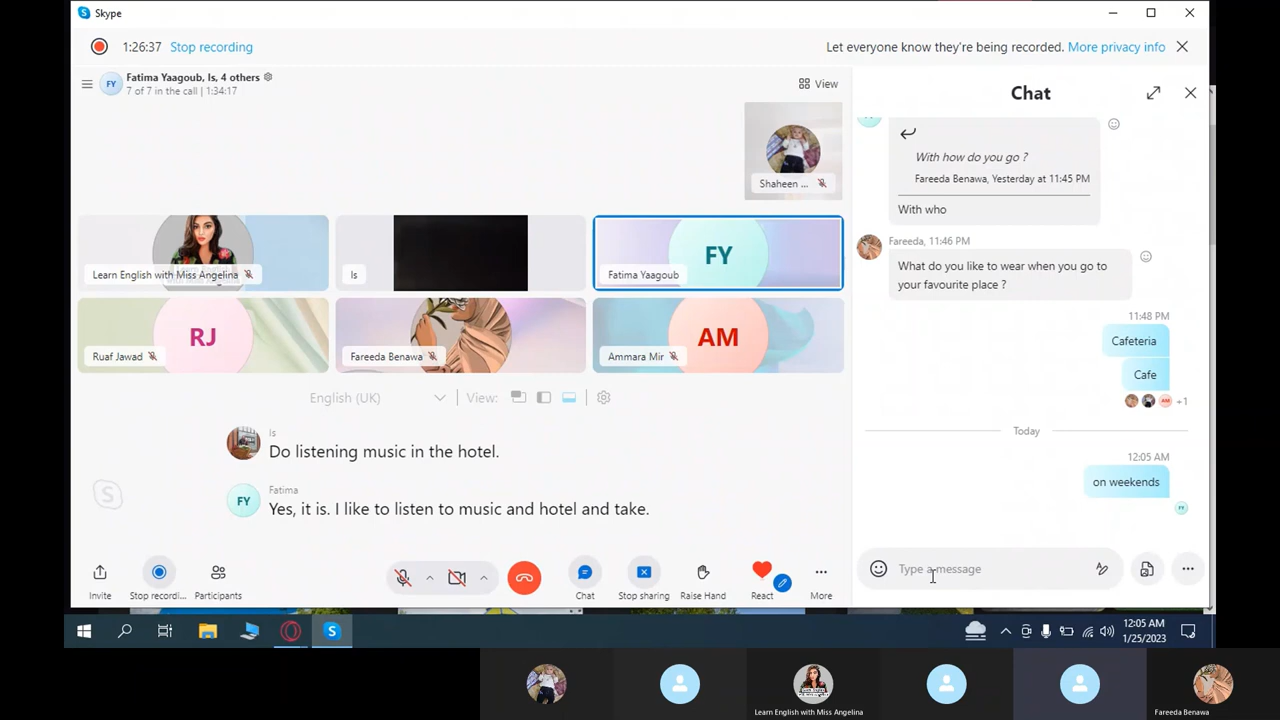 Skype
1:26:37 Stop recording
Let everyone know they're being recorded. More privacy info
FY
Fatima Yaagoub, Is, 4 others
7 of 7 in the call | 1:34:17
View
Chat
Shaheen ...
Learn English with Miss Angelina
Is
FY
Fatima Yaagoub
RJ
Ruaf Jawad
Fareeda Benawa
AM
Ammara Mir
English (UK)
View:
Is
Do listening music in the hotel.
FY
Fatima
Yes, it is. I like to listen to music and hotel and take.
With how do you go ?
Fareeda Benawa, Yesterday at 11:45 PM
With who
Fareeda, 11:46 PM
What do you like to wear when you go to
your favourite place ?
11:48 PM
Cafeteria
Cafe
AM +1
Today
12:05 AM
on weekends
FY
Type a message
Invite
Stop recordi...
Participants
Chat
Stop sharing
Raise Hand
React
More
12:05 AM
1/25/2023
Learn English with Miss Angelina
Fareeda Benawa